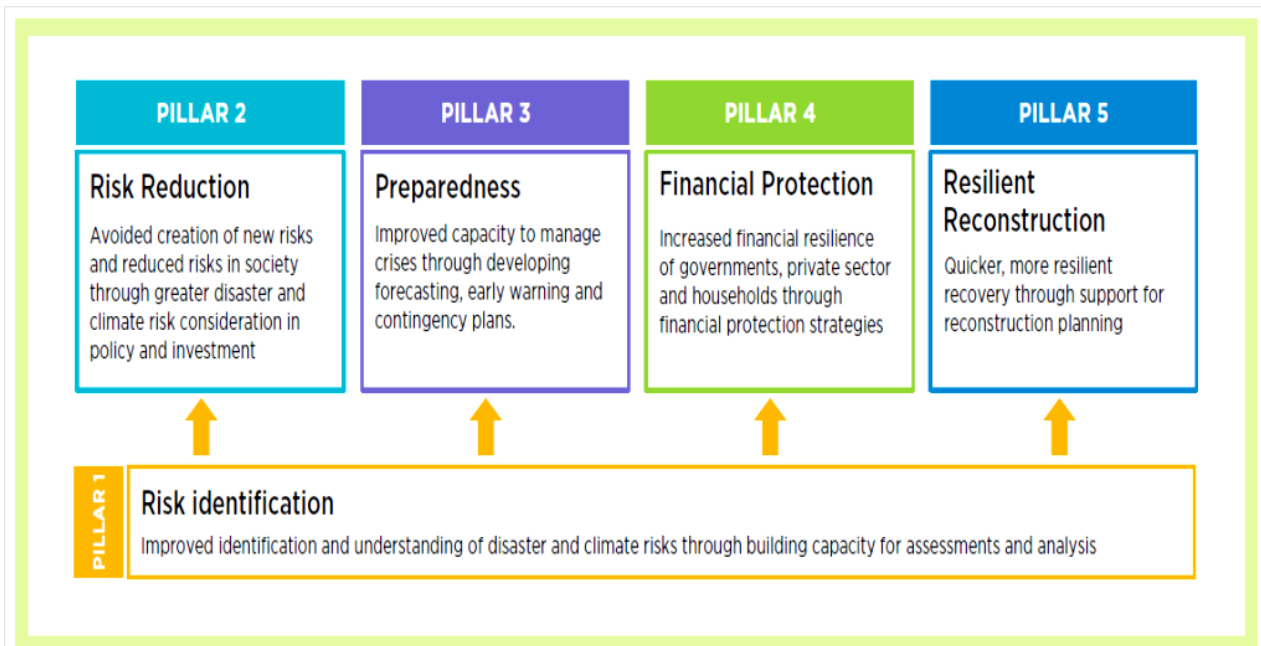 PILLAR 2
Risk Reduction
Avoided creation of new risks
and reduced risks in society
through greater disaster and
climate risk consideration in
policy and investment
PILLAR 3
Preparedness
Improved capacity to manage
crises through developing
forecasting, early warning and
contingency plans.
PILLAR 4
Financial Protection
Increased financial resilience
of governments, private sector
and households through
financial protection strategies
PILLAR 5
Resilient
Reconstruction
Quicker, more resilient
recovery through support for
reconstruction planning
PILLAR 1
Risk identification
Improved identification and understanding of disaster and climate risks through building capacity for assessments and analysis